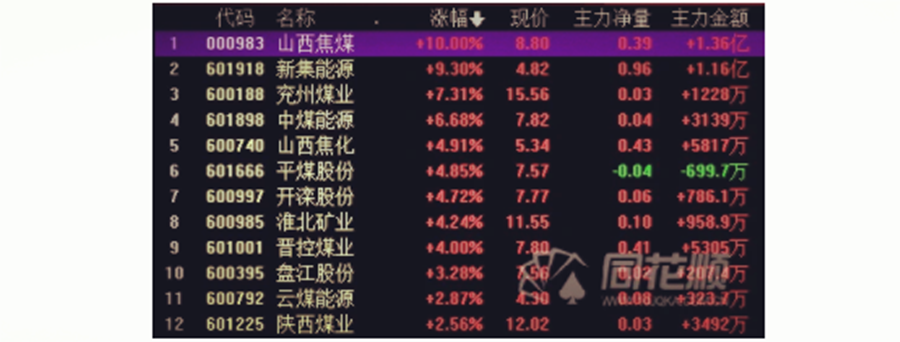 代码 名称 . 涨幅 现价 主力净量 主力金额
1 000983 山西焦煤 +10.00% 8.80 0.39 +1.36亿
2 601918 新集能源 +9.30% 4.82 0.96 +1.16亿
3 600188 兖州煤业 +7.31% 15.56 0.03 +1228万
4 601898 中煤能源 +6.68% 7.82 0.04 +3139万
5 600740 山西焦化 +4.91% 5.34 0.43 +5817万
6 601666 平煤股份 +4.85% 7.57 -0.04 -699.7万
7 600997 开滦股份 +4.72% 7.77 0.06 +786.1万
8 600985 淮北矿业 +4.24% 11.55 0.10 +958.9万
9 601001 晋控煤业 +4.00% 7.80 0.41 +5305万
10 600395 盘江股份 +3.28% 7.56 0.02 +207.4万
11 600792 云煤能源 +2.87% 4.30 0.08 +323.7万
12 601225 陕西煤业 +2.56% 12.02 0.03 +3492万
同花顺